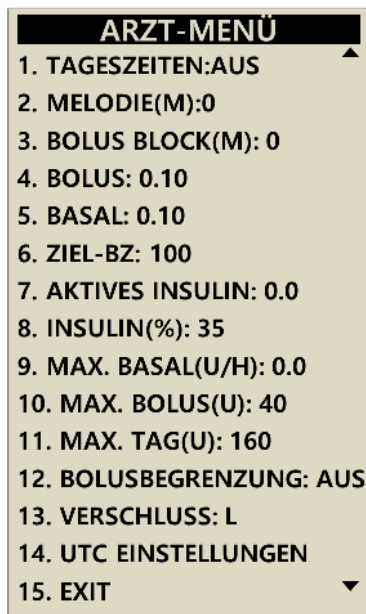 ARZT-MENÜ
1. TAGESZEITEN:AUS
2. MELODIE(M):0
3. BOLUS BLOCK(M): 0
4. BOLUS: 0.10
5. BASAL: 0.10
6. ZIEL-BZ: 100
7. AKTIVES INSULIN: 0.0
8. INSULIN(%): 35
9. MAX. BASAL(U/H): 0.0
10. MAX. BOLUS(U): 40
11. MAX. TAG(U): 160
12. BOLUSBEGRENZUNG: AUS
13. VERSCHLUSS: L
14. UTC EINSTELLUNGEN
15. EXIT